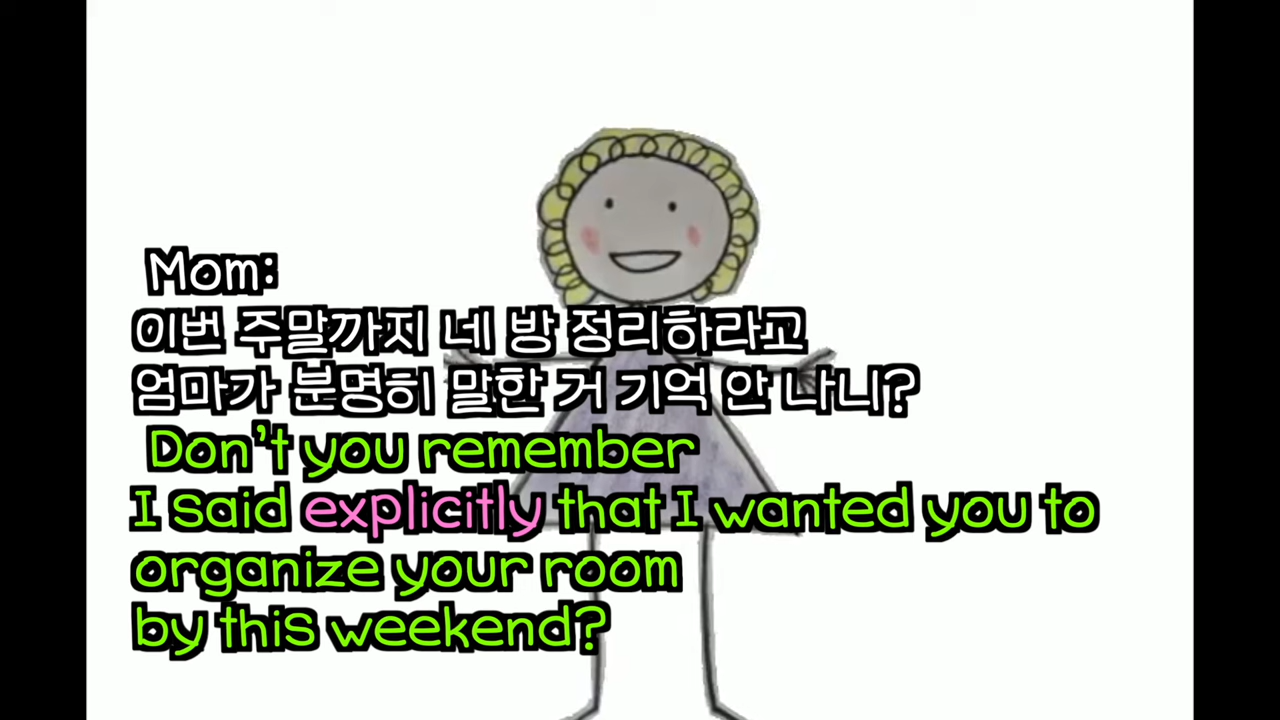 Mom:
이번 주말까지 네 방 정리하라고
엄마가 분명히 말한 거 기억 안 나니?
Don't you remember
I said explicitly that I wanted you to
organize your room
by this weekend?